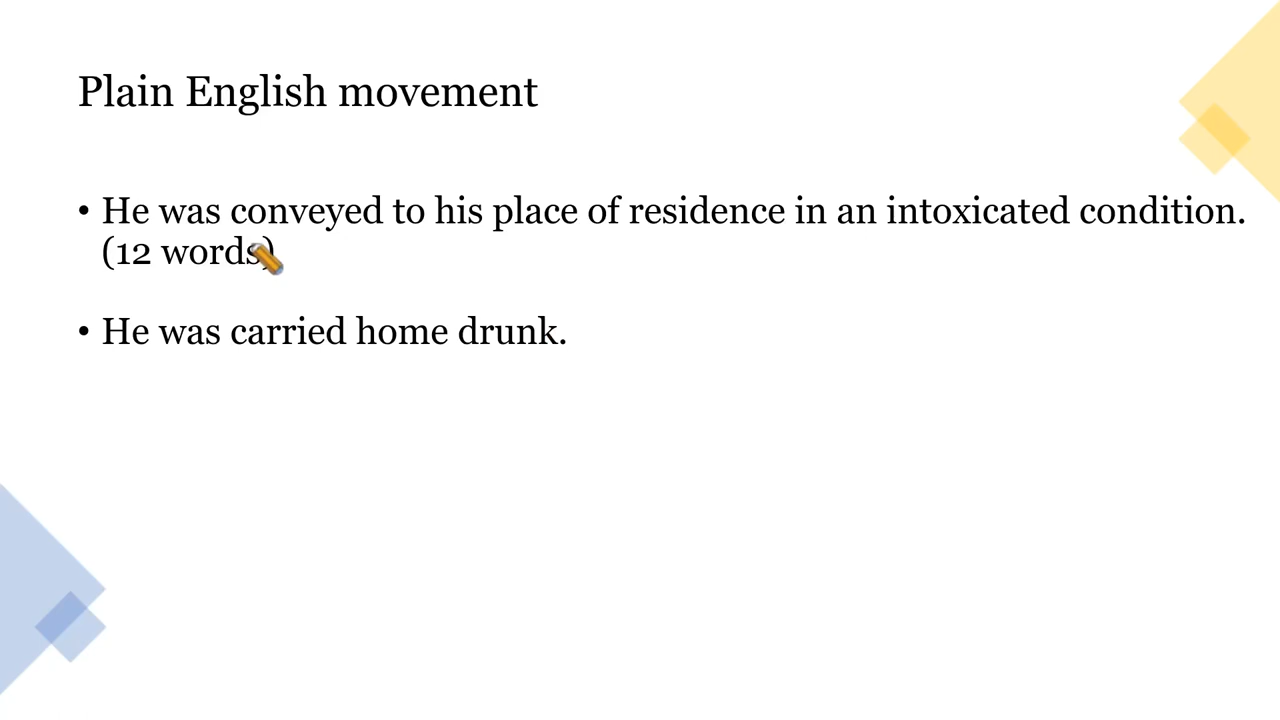 Plain English movement
• He was conveyed to his place of residence in an intoxicated condition.
(12 words)
• He was carried home drunk.